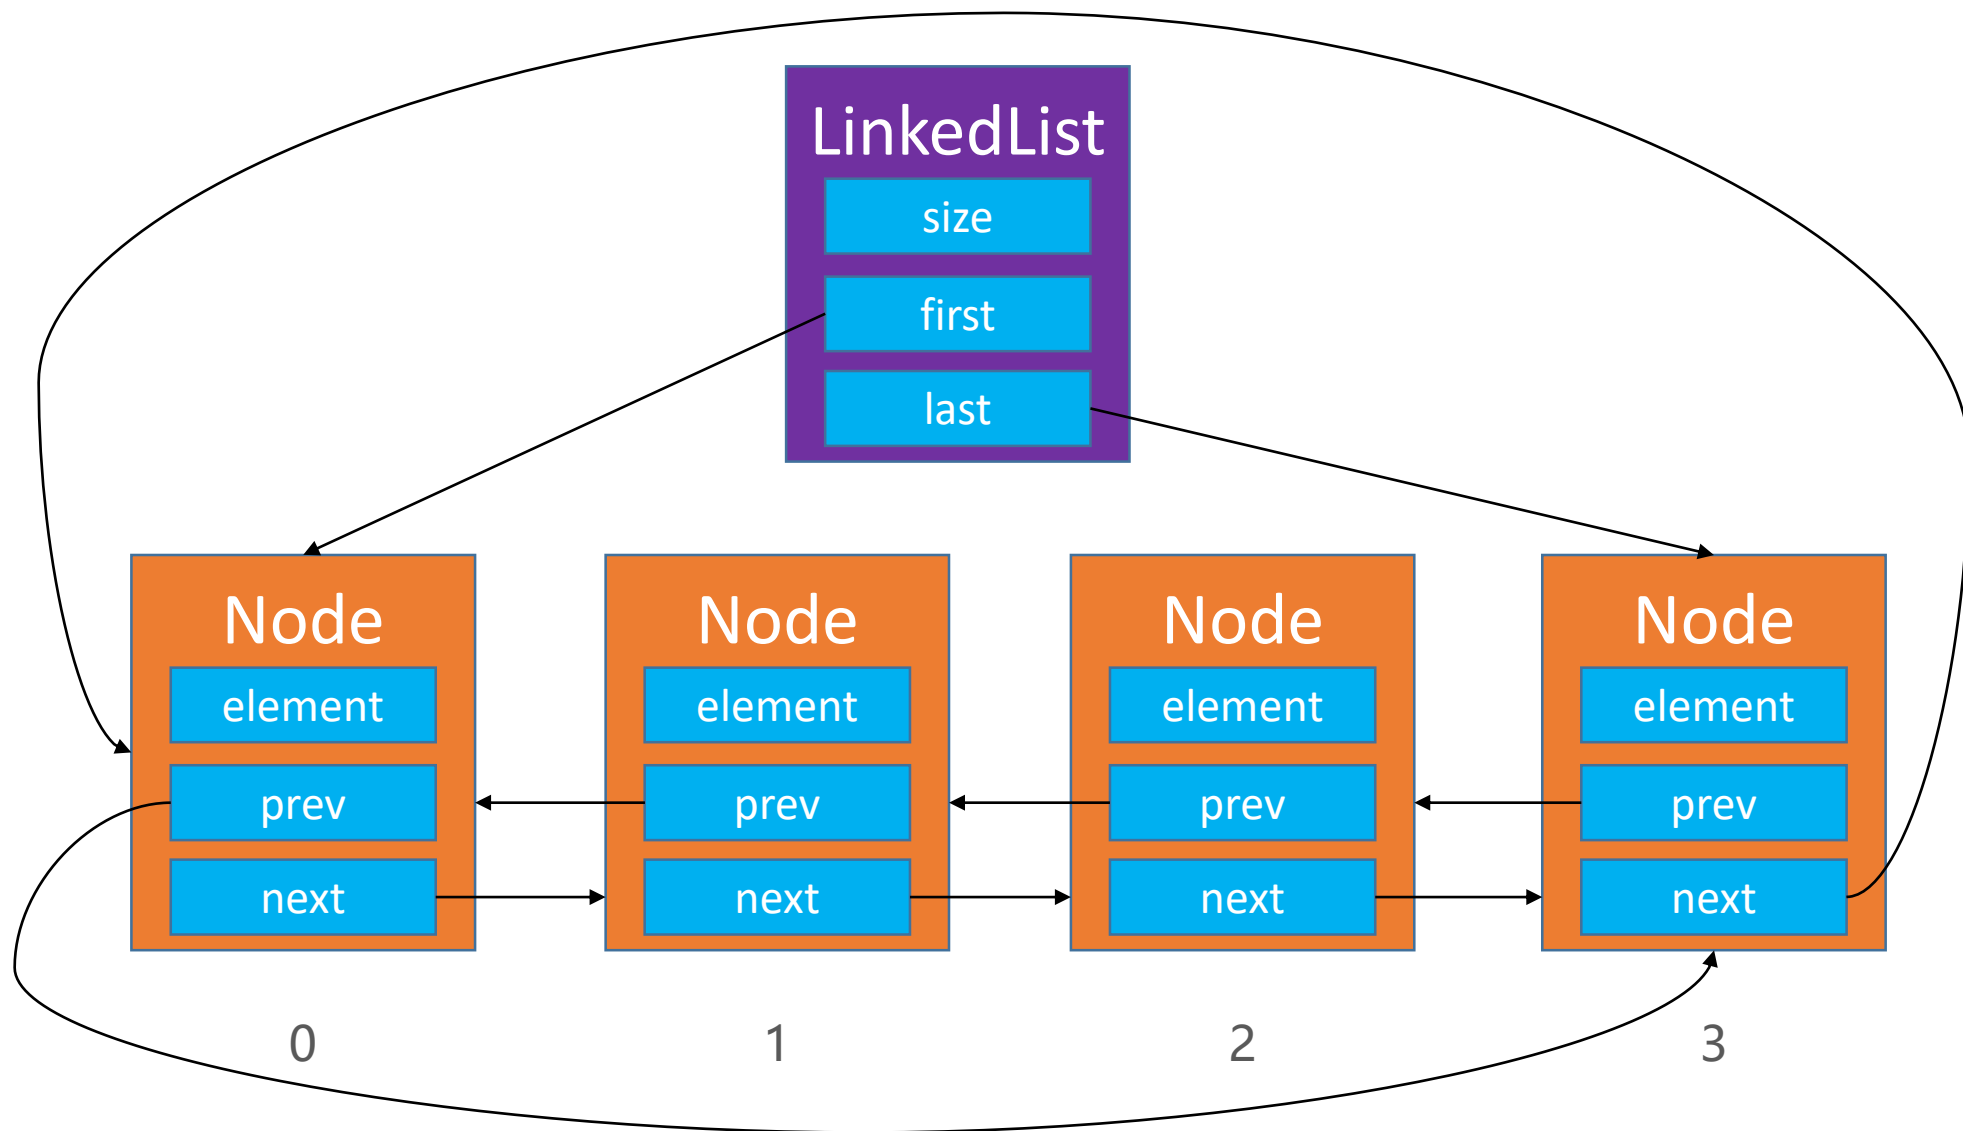 LinkedList
size
first
last
Node
element
prev
next
Node
element
prev
next
Node
element
prev
next
Node
element
prev
next
0
1
2
3